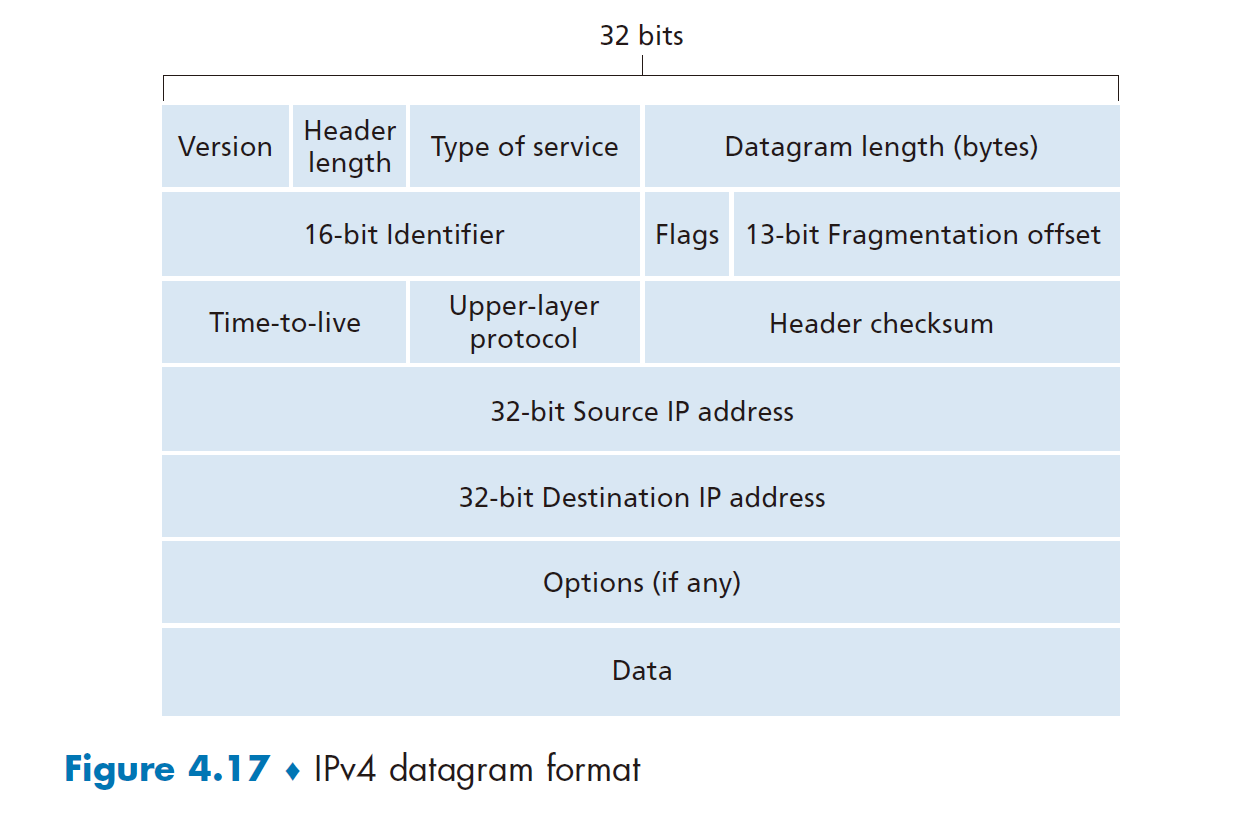 32 bits
Version
Header
length
Type of service
Datagram length (bytes)
16-bit Identifier
Flags
13-bit Fragmentation offset
Time-to-live
Upper-layer
protocol
Header checksum
32-bit Source IP address
32-bit Destination IP address
Options (if any)
Data
Figure 4.17 ♦ IPv4 datagram format